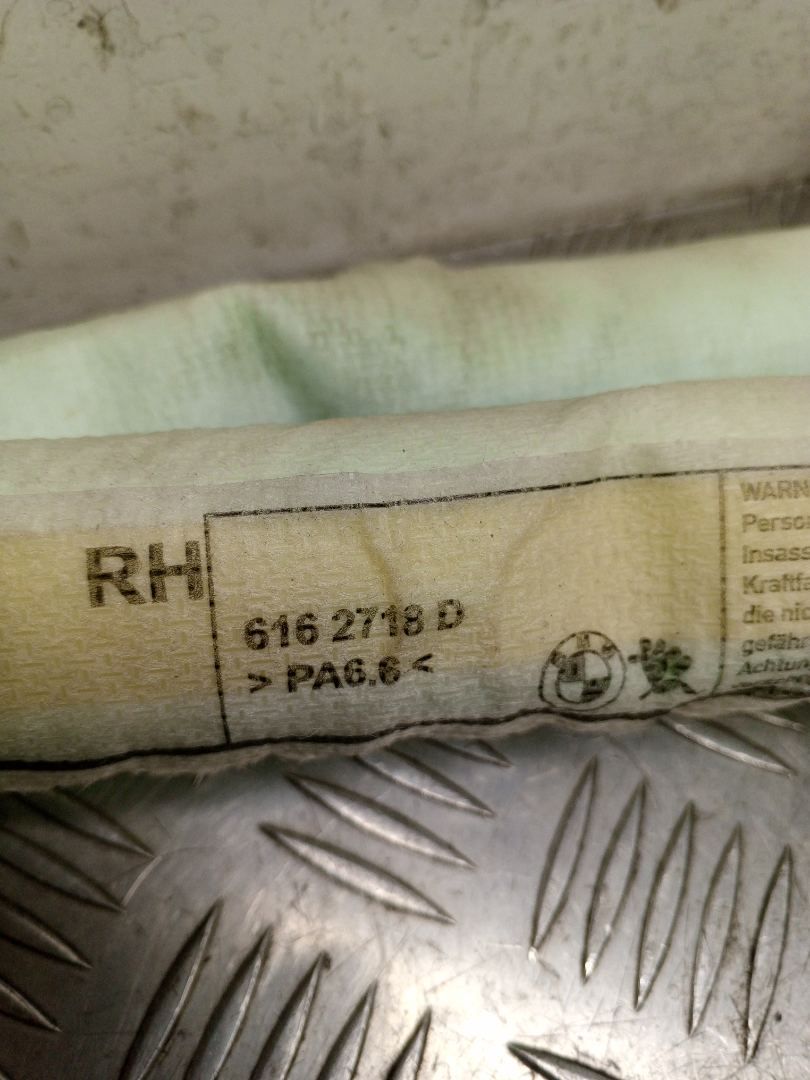 RH
616 2718 D
> PA6.6 <
WARN
Perso
Insass
Kraftfa
die nic
gefähr
Achtun